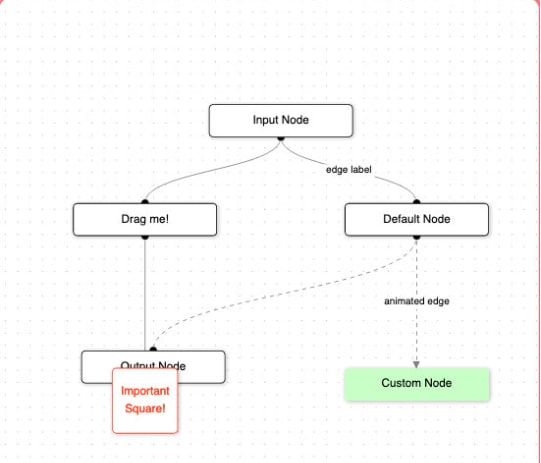 Input Node
edge label
Drag me!
Default Node
animated edge
Output Node
Important
Square!
Custom Node